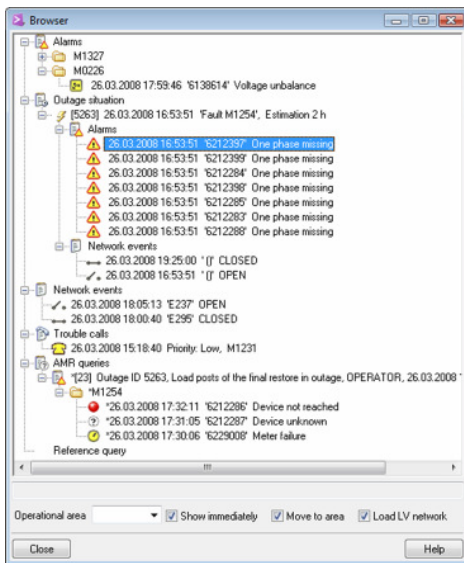 Browser
Alarms
M1327
M0226
26.03.2008 17:59:46 '6138614' Voltage unbalance
Outage situation
[5263] 26.03.2008 16:53:51 'Fault M1254', Estimation 2 h
Alarms
26.03.2008 16:53:51 '6212397' One phase missing
26.03.2008 16:53:51 '6212399' One phase missing
26.03.2008 16:53:51 '6212284' One phase missing
26.03.2008 16:53:51 '6212398' One phase missing
26.03.2008 16:53:51 '6212285' One phase missing
26.03.2008 16:53:51 '6212283' One phase missing
26.03.2008 16:53:51 '6212288' One phase missing
Network events
26.03.2008 19:25:00 '()' CLOSED
26.03.2008 16:53:51 '()' OPEN
Network events
26.03.2008 18:05:13 'E237' OPEN
26.03.2008 18:00:40 'E295' CLOSED
Trouble calls
26.03.2008 15:18:40 Priority: Low, M1231
AMR queries
*[23] Outage ID 5263, Load posts of the final restore in outage, OPERATOR, 26.03.2008
*M1254
*26.03.2008 17:32:11 '6212286' Device not reached
*26.03.2008 17:31:05 '6212287' Device unknown
*26.03.2008 17:30:06 '6229008' Meter failure
Reference query
Operational area Show immediately Move to area Load LV network
Close Help